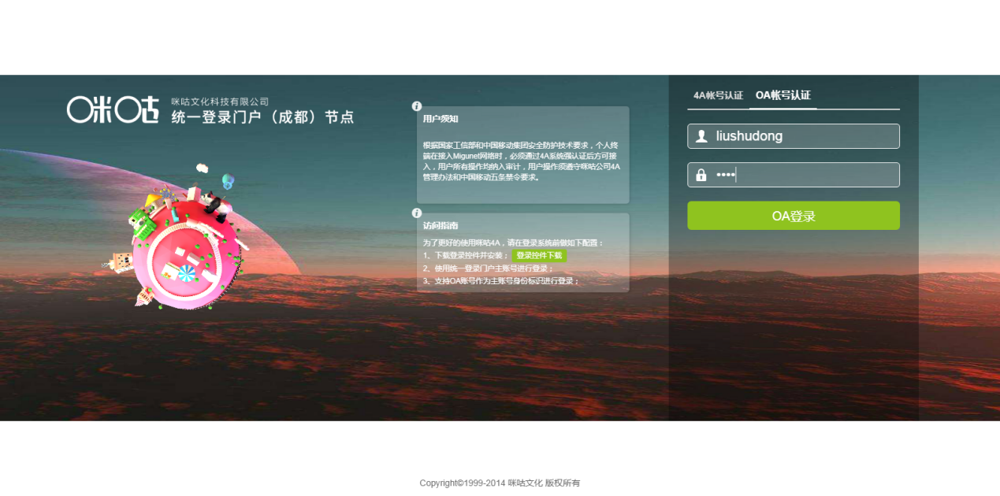 咪咕
咪咕文化科技有限公司
统一登录门户（成都）节点
用户须知
根据国家工信部和中国移动集团安全防护技术要求，个人终
端在接入Migunet网络时，必须通过4A系统强认证后方可接
入，用户所有操作均纳入审计，用户操作须遵守咪咕公司4A
管理办法和中国移动五条禁令要求。
访问指南
为了更好的使用咪咕4A，请在登录系统前做如下配置：
1、下载登录控件并安装； 登录控件下载
2、使用统一登录门户主账号进行登录；
3、支持OA账号作为主账号身份标识进行登录；
4A帐号认证 OA帐号认证
liushudong
••••
OA登录
Copyright©1999-2014 咪咕文化 版权所有